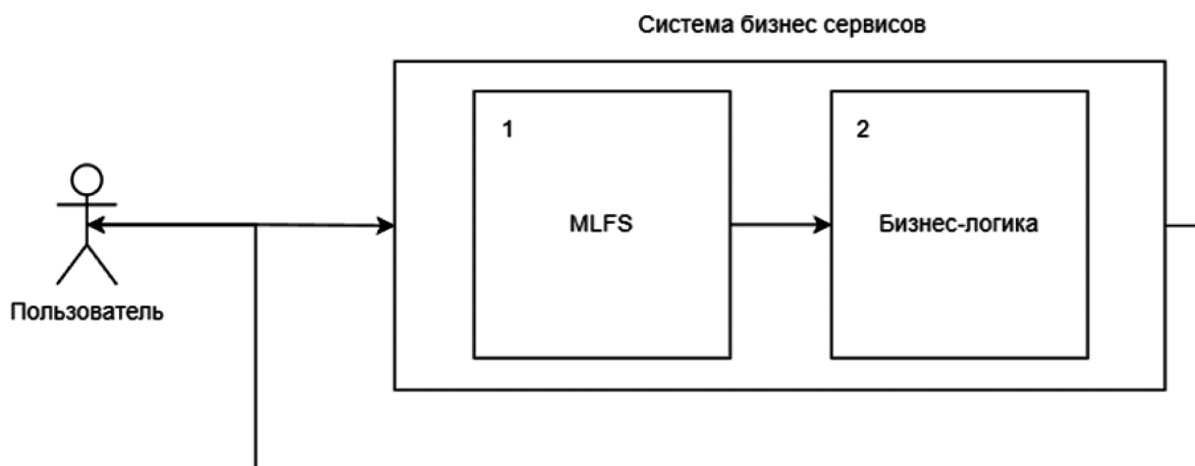 Система бизнес сервисов
1
2
MLFS
Бизнес-логика
Пользователь